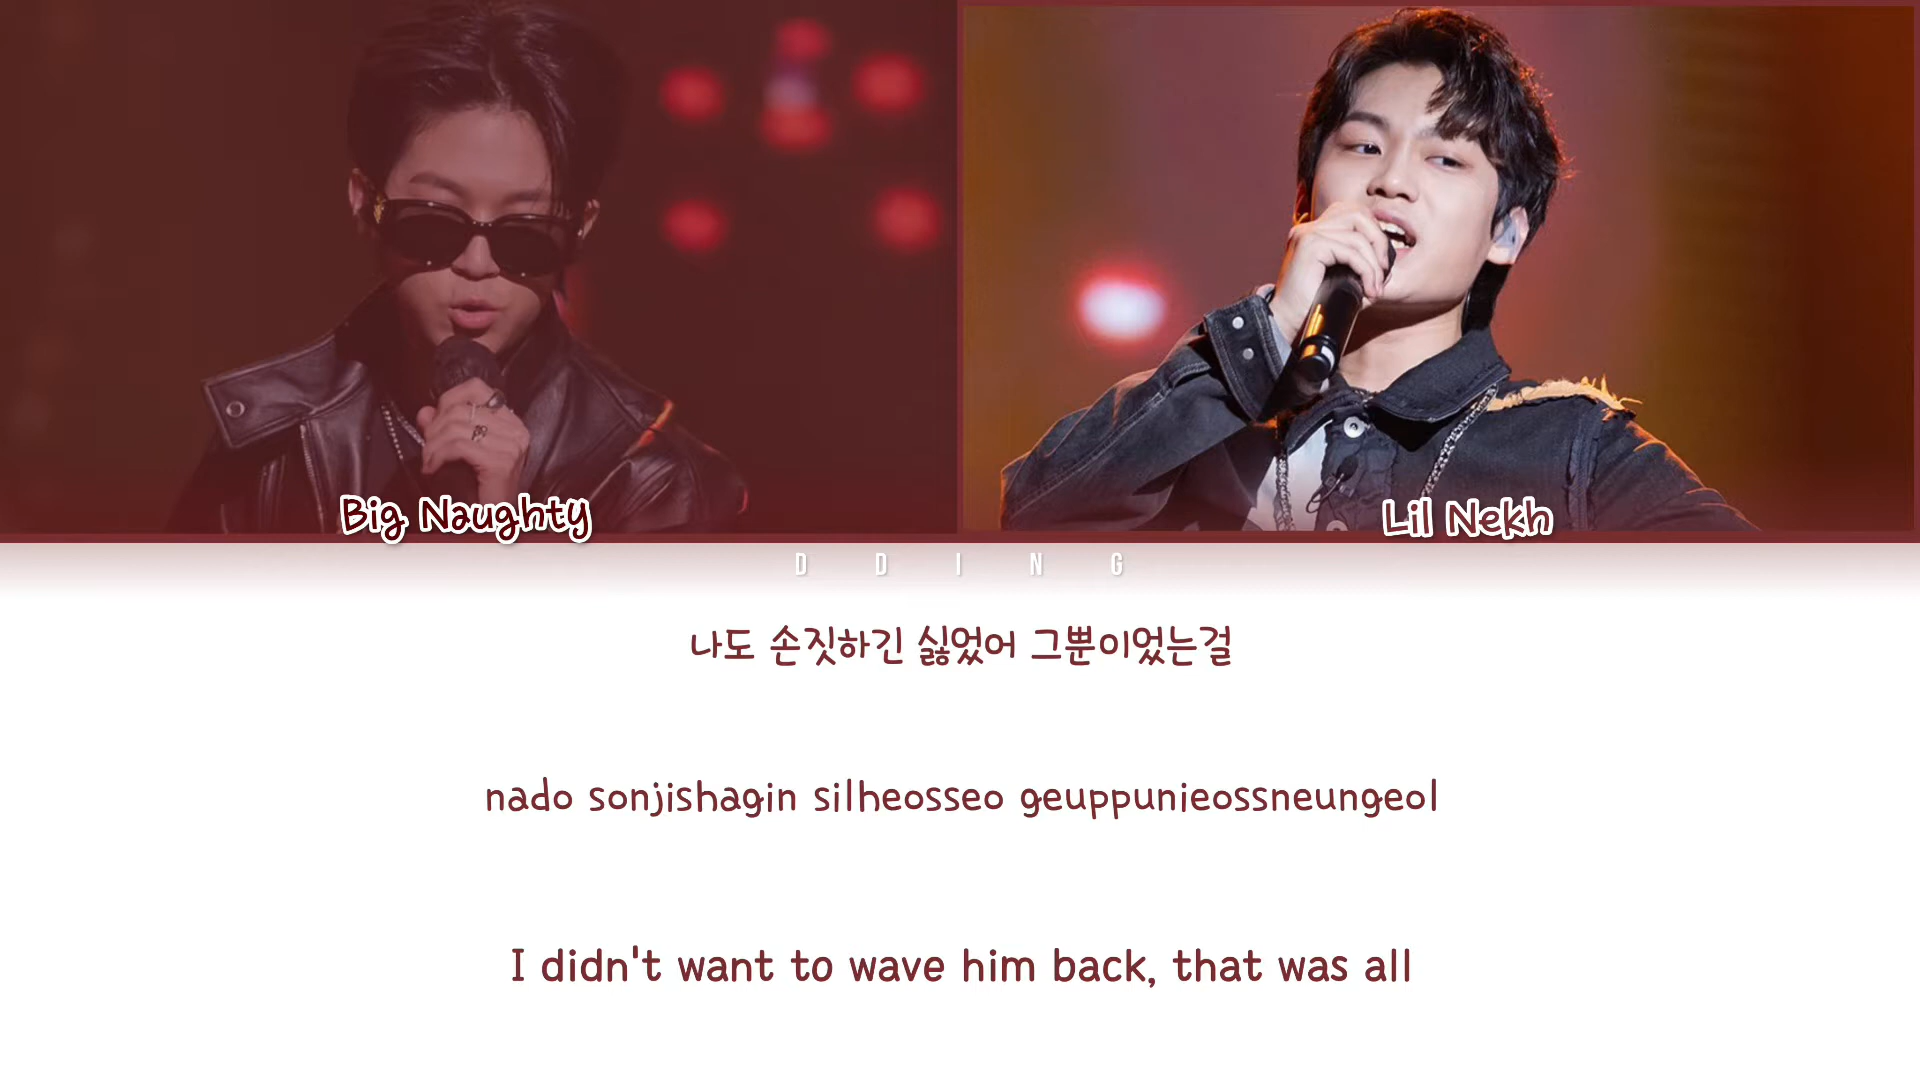 Big Naughty
Lil Nekh
DDING
나도 손짓하긴 싫었어 그뿐이었는걸
nado sonjishagin silheosseo geuppunieossneungeol
I didn't want to wave him back, that was all